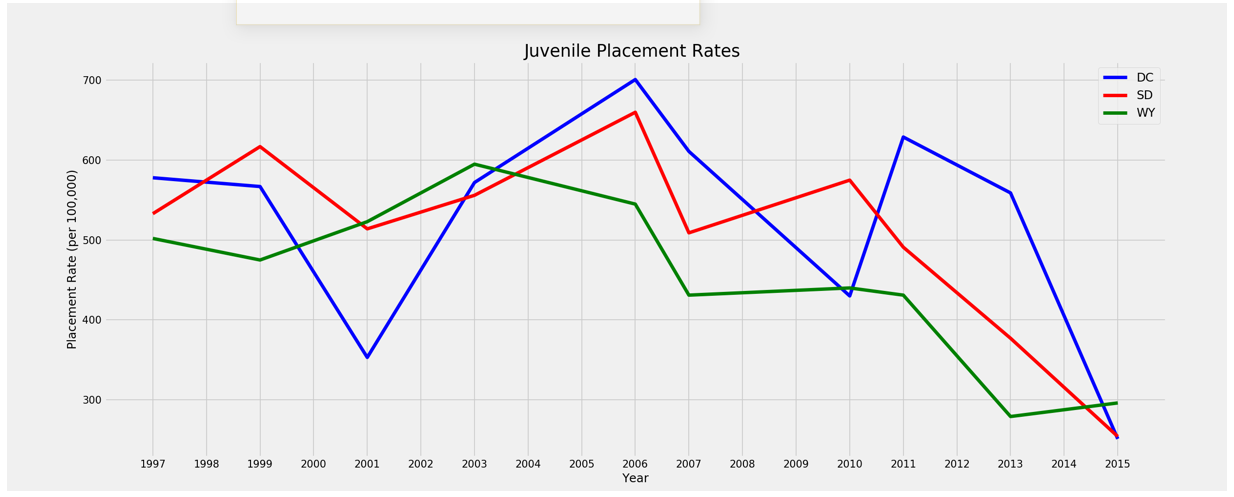 Juvenile Placement Rates
DC
SD
WY
Placement Rate (per 100,000)
700
600
500
400
300
1997 1998 1999 2000 2001 2002 2003 2004 2005 2006 2007 2008 2009 2010 2011 2012 2013 2014 2015
Year